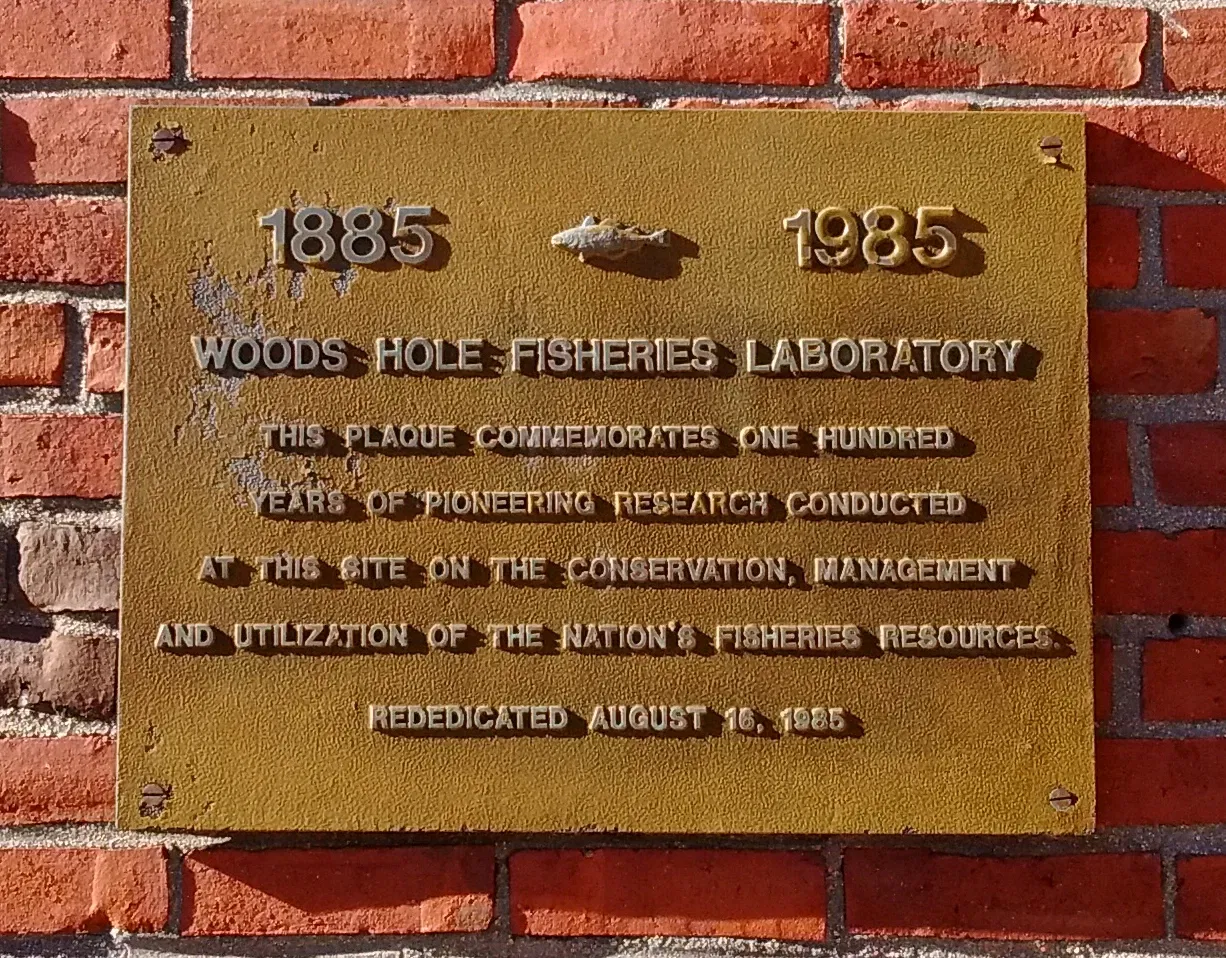 1885 1985
WOODS HOLE FISHERIES LABORATORY
THIS PLAQUE COMMEMORATES ONE HUNDRED
YEARS OF PIONEERING RESEARCH CONDUCTED
AT THIS SITE ON THE CONSERVATION, MANAGEMENT
AND UTILIZATION OF THE NATION'S FISHERIES RESOURCES.
REDEDICATED AUGUST 16, 1985